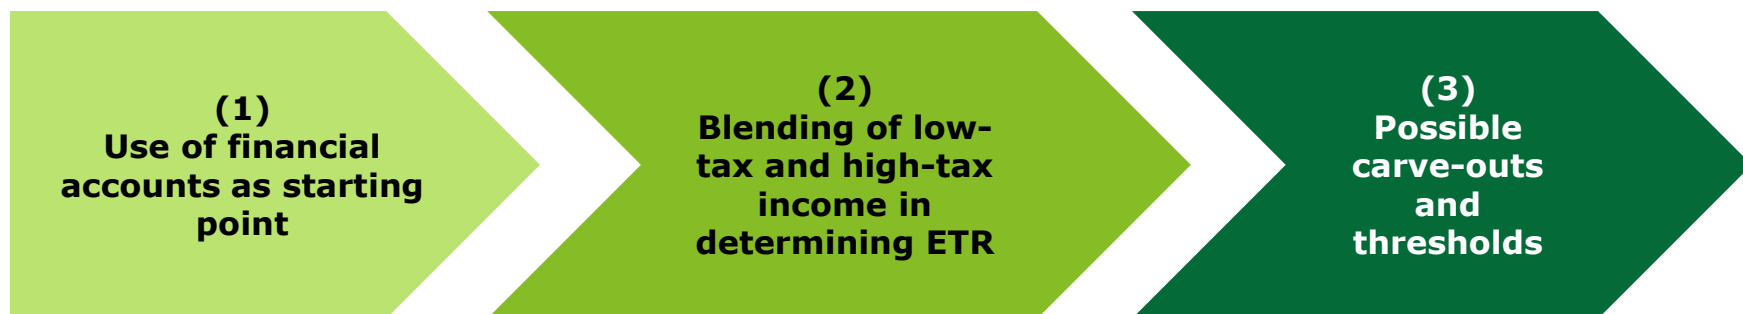 (1)
Use of financial
accounts as starting
point
(2)
Blending of low-
tax and high-tax
income in
determining ETR
(3)
Possible
carve-outs
and
thresholds